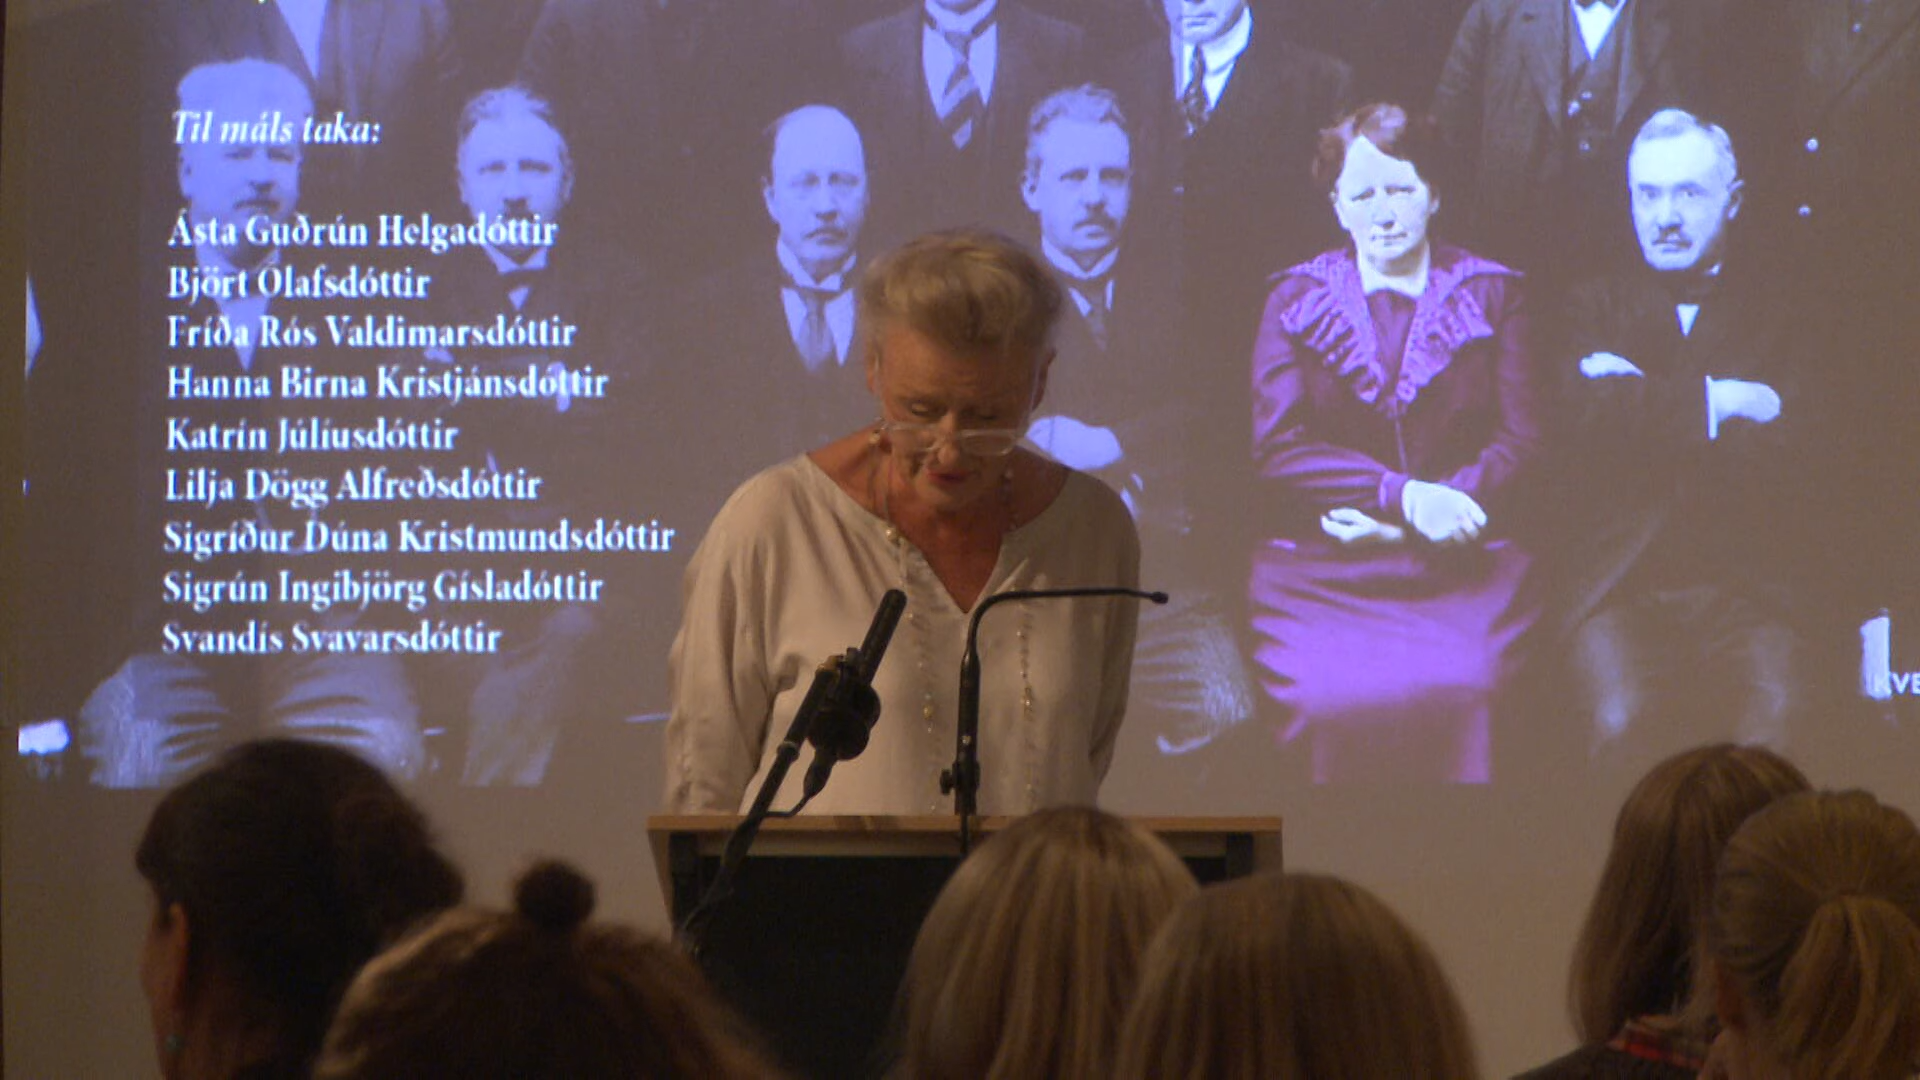 Til máls taka:
Ásta Guðrún Helgadóttir
Björt Ólafsdóttir
Fríða Rós Valdimarsdóttir
Hanna Birna Kristjánsdóttir
Katrín Júlíusdóttir
Lilja Dögg Alfreðsdóttir
Sigríður Dúna Kristmundsdóttir
Sigrún Ingibjörg Gísladóttir
Svandís Svavarsdóttir